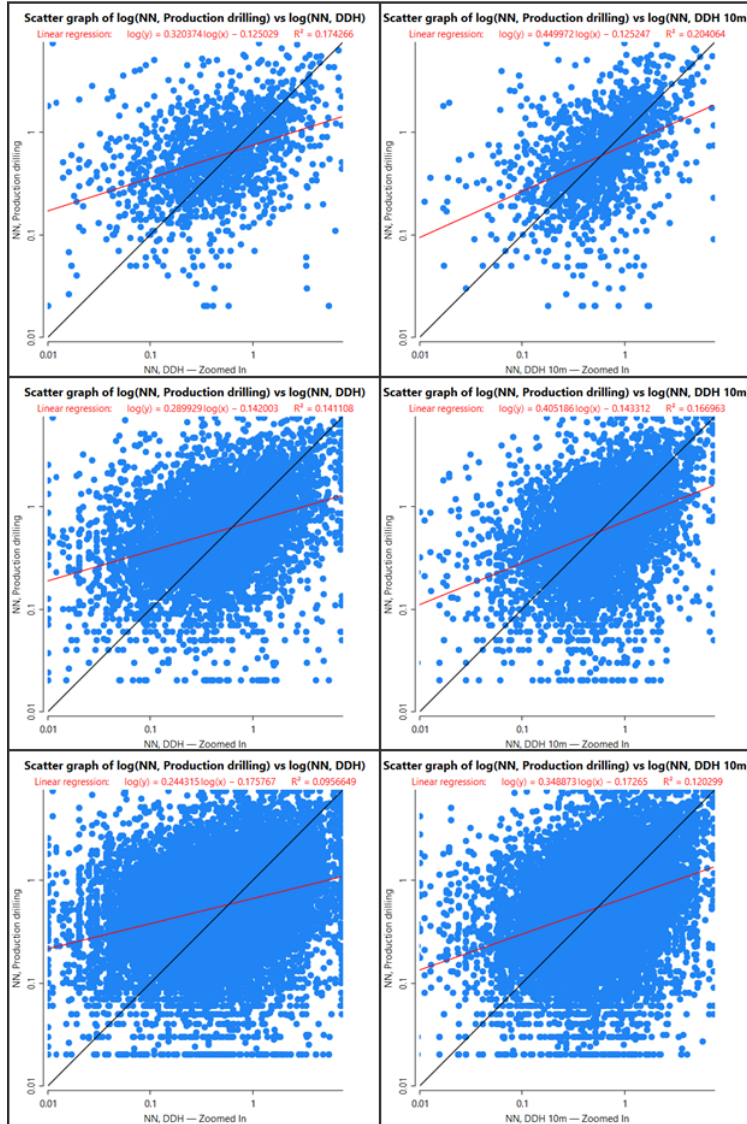 Scatter graph of log(NN, Production drilling) vs log(NN, DDH)
Linear regression: log(y) = 0.320374 log(x) − 0.125029 R² = 0.174266
NN, Production drilling
1
0.1
0.01
0.01 0.1 1
NN, DDH — Zoomed In
Scatter graph of log(NN, Production drilling) vs log(NN, DDH 10m
Linear regression: log(y) = 0.449972 log(x) − 0.125247 R² = 0.204064
NN, Production drilling
1
0.1
0.01
0.01 0.1 1
NN, DDH 10m — Zoomed In
Scatter graph of log(NN, Production drilling) vs log(NN, DDH)
Linear regression: log(y) = 0.289929 log(x) − 0.142003 R² = 0.141108
NN, Production drilling
1
0.1
0.01
0.01 0.1 1
NN, DDH — Zoomed In
Scatter graph of log(NN, Production drilling) vs log(NN, DDH 10m
Linear regression: log(y) = 0.405186 log(x) − 0.143312 R² = 0.166963
NN, Production drilling
1
0.1
0.01
0.01 0.1 1
NN, DDH 10m — Zoomed In
Scatter graph of log(NN, Production drilling) vs log(NN, DDH)
Linear regression: log(y) = 0.244315 log(x) − 0.175767 R² = 0.0956649
NN, Production drilling
1
0.1
0.01
0.01 0.1 1
NN, DDH — Zoomed In
Scatter graph of log(NN, Production drilling) vs log(NN, DDH 10m
Linear regression: log(y) = 0.348873 log(x) − 0.17265 R² = 0.120299
NN, Production drilling
1
0.1
0.01
0.01 0.1 1
NN, DDH 10m — Zoomed In